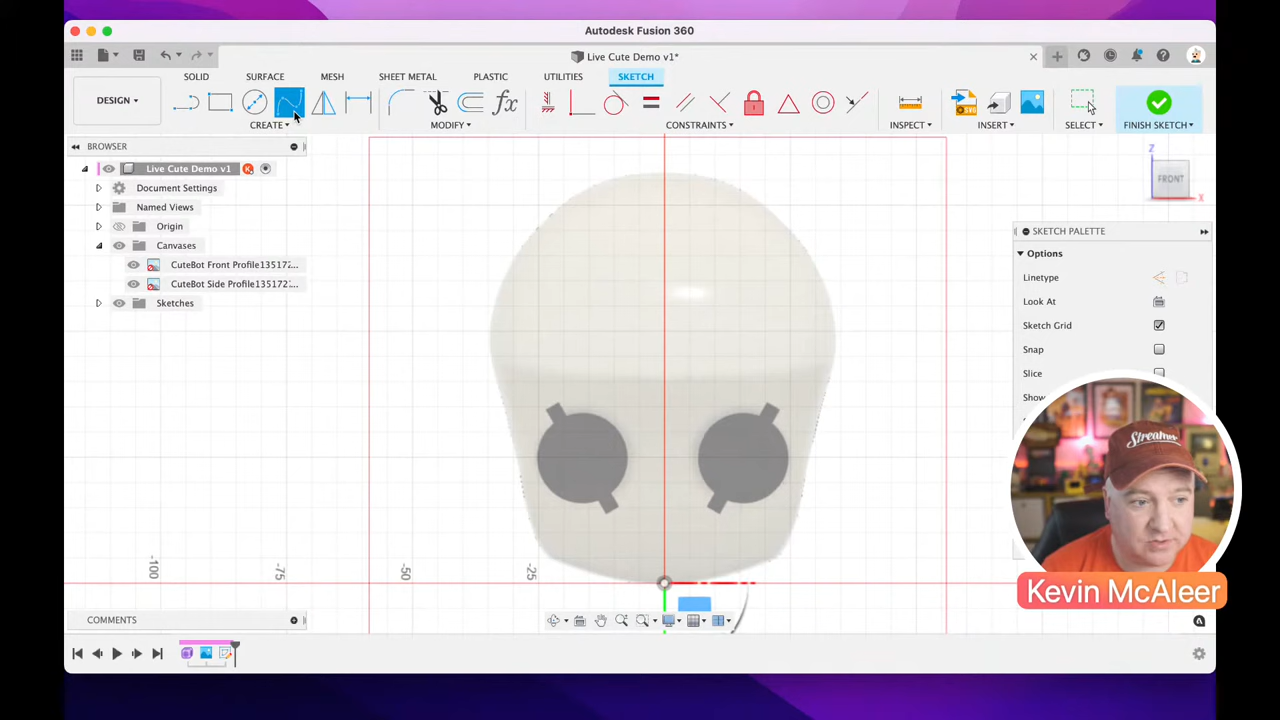 Autodesk Fusion 360
Live Cute Demo v1*
SOLID SURFACE MESH SHEET METAL PLASTIC UTILITIES SKETCH
DESIGN
CREATE MODIFY CONSTRAINTS INSPECT INSERT SELECT FINISH SKETCH
fx
SVG
BROWSER
Live Cute Demo v1
K
Document Settings
Named Views
Origin
Canvases
CuteBot Front Profile135172...
CuteBot Side Profile135172...
Sketches
Z
FRONT
X
SKETCH PALETTE
Options
Linetype
Look At
Sketch Grid
Snap
Slice
Streamer
Kevin McAleer
-100
-75
-50
-25
COMMENTS